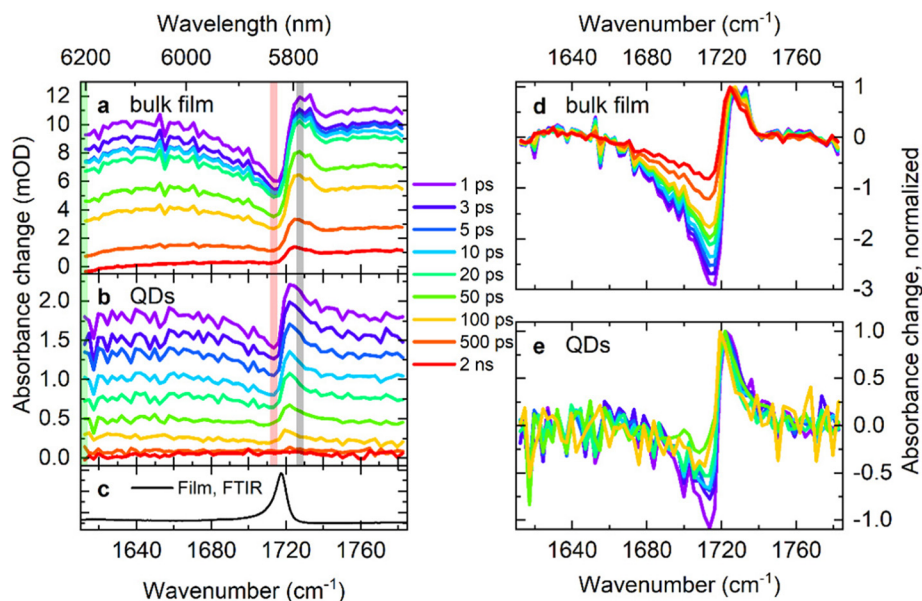 Wavelength (nm)
6200 6000 5800
12
10
8
6
4
2
0
a bulk film
2.0
1.5
1.0
0.5
0.0
b QDs
c Film, FTIR
Absorbance change (mOD)
1640 1680 1720 1760
Wavenumber (cm-1)
1 ps
3 ps
5 ps
10 ps
20 ps
50 ps
100 ps
500 ps
2 ns
Wavenumber (cm-1)
1640 1680 1720 1760
d bulk film
1
0
-1
-2
-3
e QDs
1.0
0.5
0.0
-0.5
-1.0
Absorbance change, normalized
1640 1680 1720 1760
Wavenumber (cm-1)